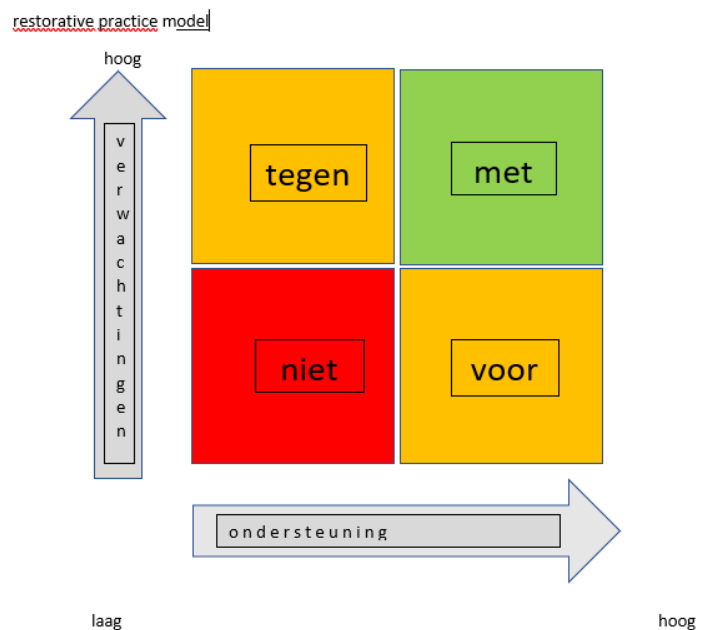 restorative practice model
hoog
verwachtingen
tegen
met
niet
voor
ondersteuning
laag
hoog